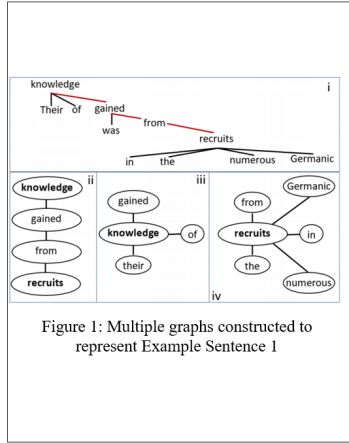 knowledge
i
Their of gained
was
from
recruits
in the numerous Germanic
ii
knowledge
gained
from
recruits
iii
gained
knowledge of
their
Germanic
from
recruits in
the
numerous
iv
Figure 1: Multiple graphs constructed to
represent Example Sentence 1